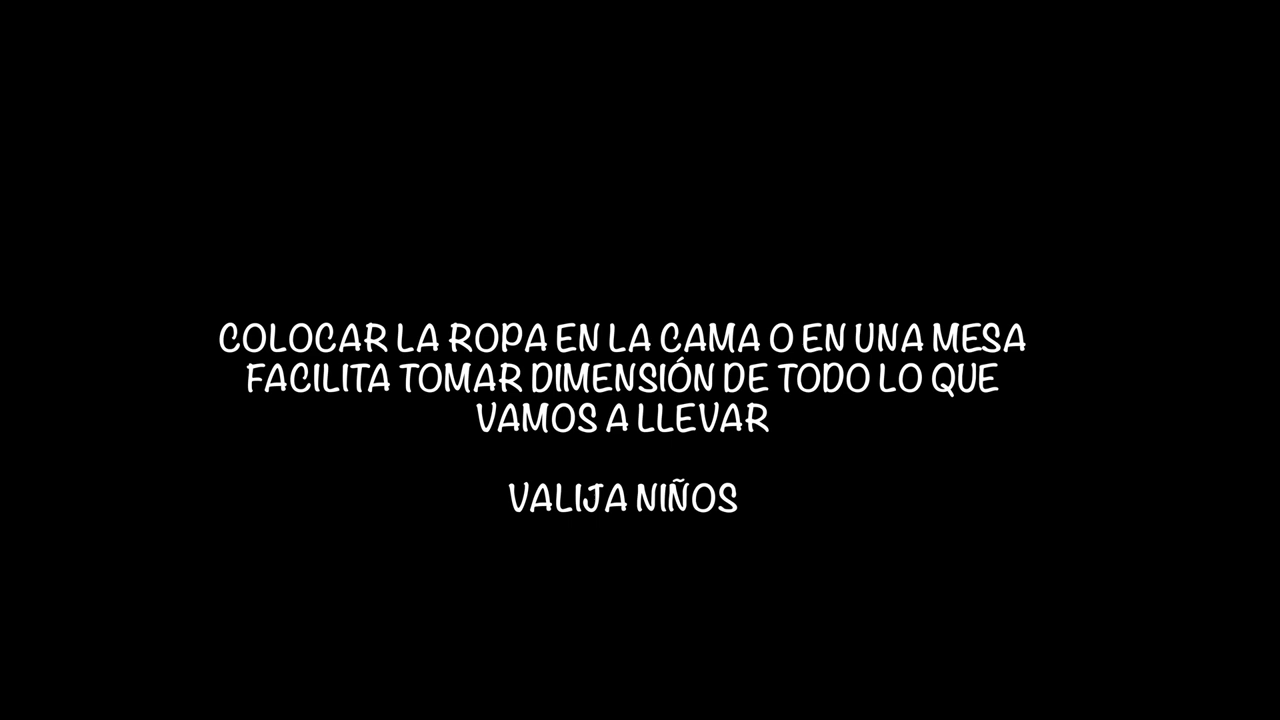 COLOCAR LA ROPA EN LA CAMA O EN UNA MESA
FACILITA TOMAR DIMENSIÓN DE TODO LO QUE
VAMOS A LLEVAR
VALIJA NIÑOS